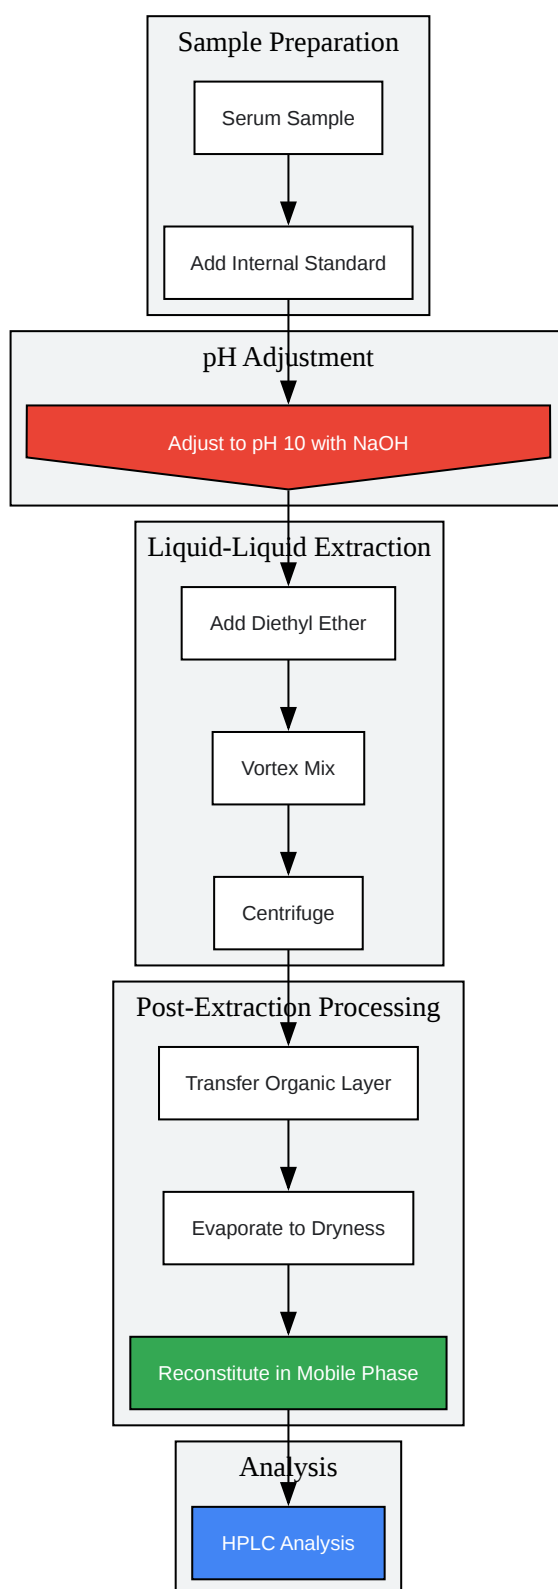 Sample Preparation
Serum Sample
Add Internal Standard
pH Adjustment
Adjust to pH 10 with NaOH
Liquid-Liquid Extraction
Add Diethyl Ether
Vortex Mix
Centrifuge
Post-Extraction Processing
Transfer Organic Layer
Evaporate to Dryness
Reconstitute in Mobile Phase
Analysis
HPLC Analysis